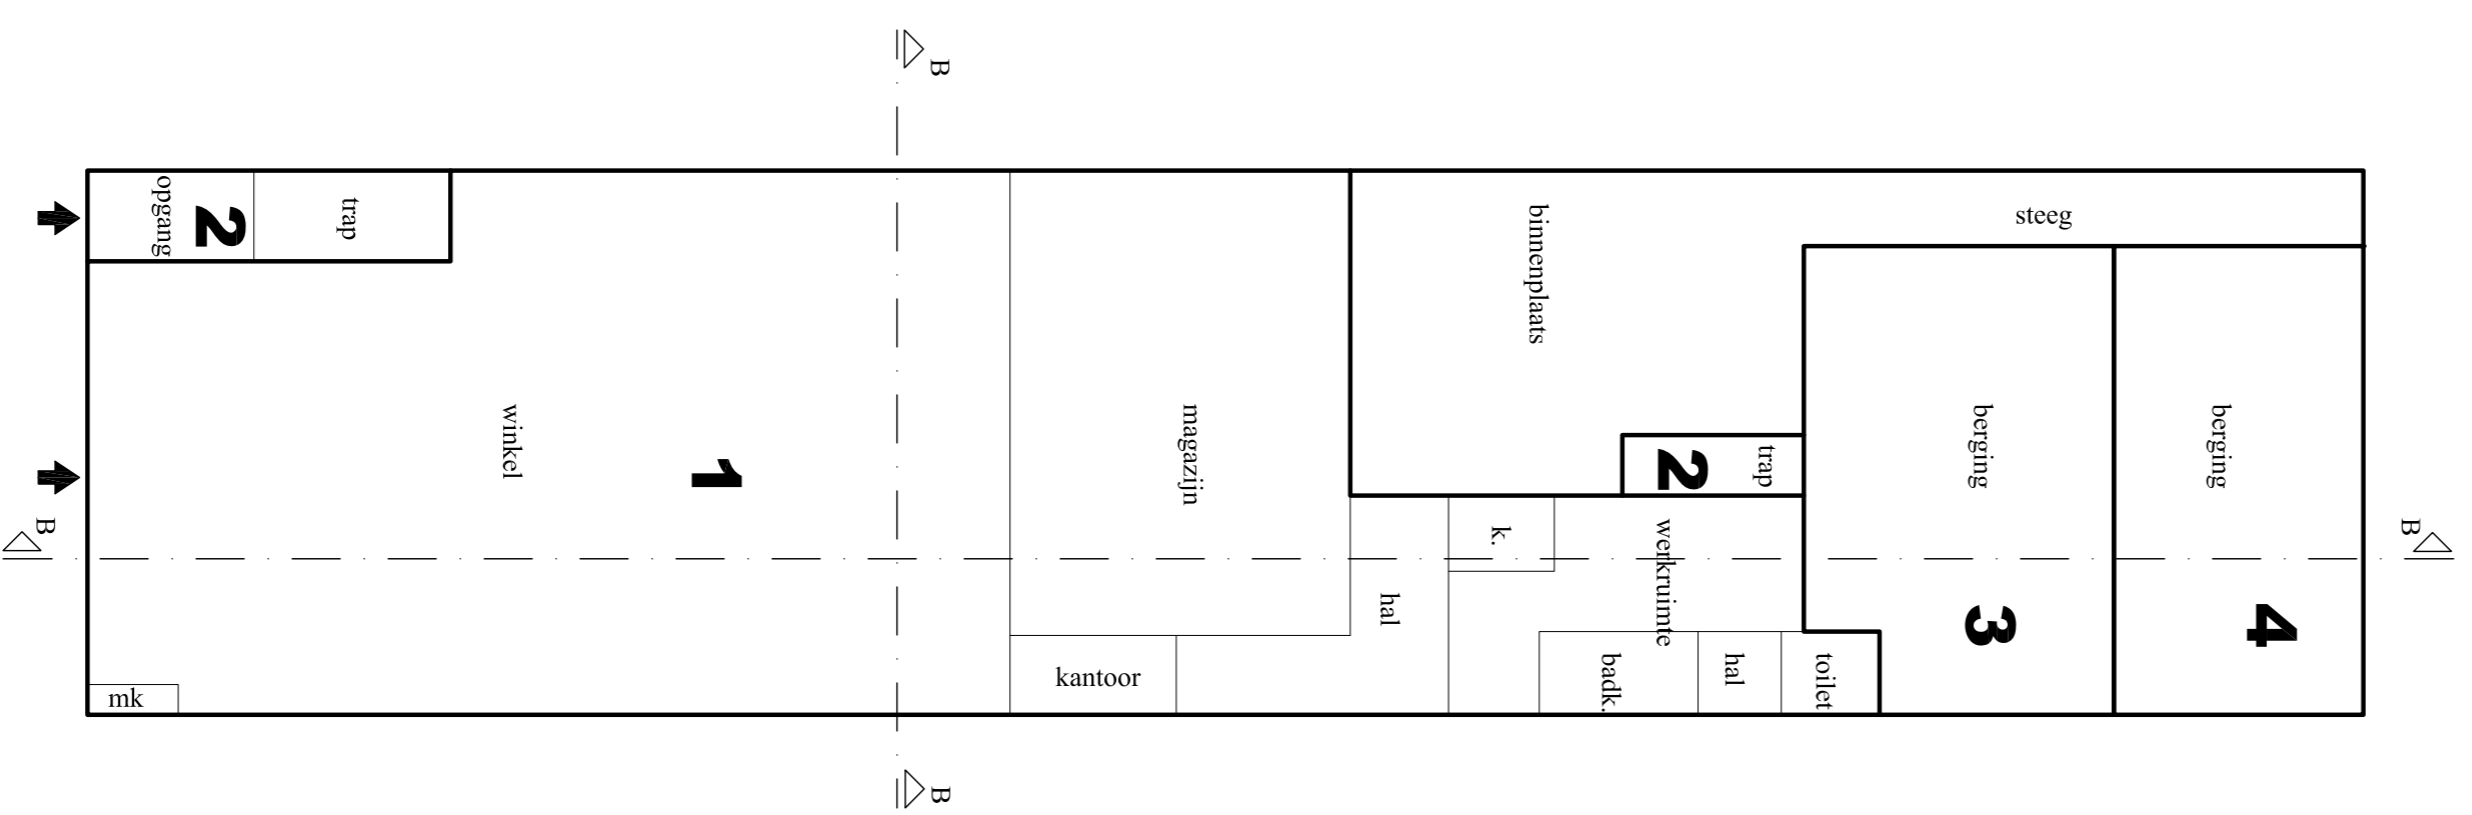 B
opgang
2
trap
steeg
binnenplaats
winkel
1
magazijn
trap
2
berging
berging
B
k.
werkruimte
B
hal
3
4
kantoor
badk.
hal
toilet
mk
B